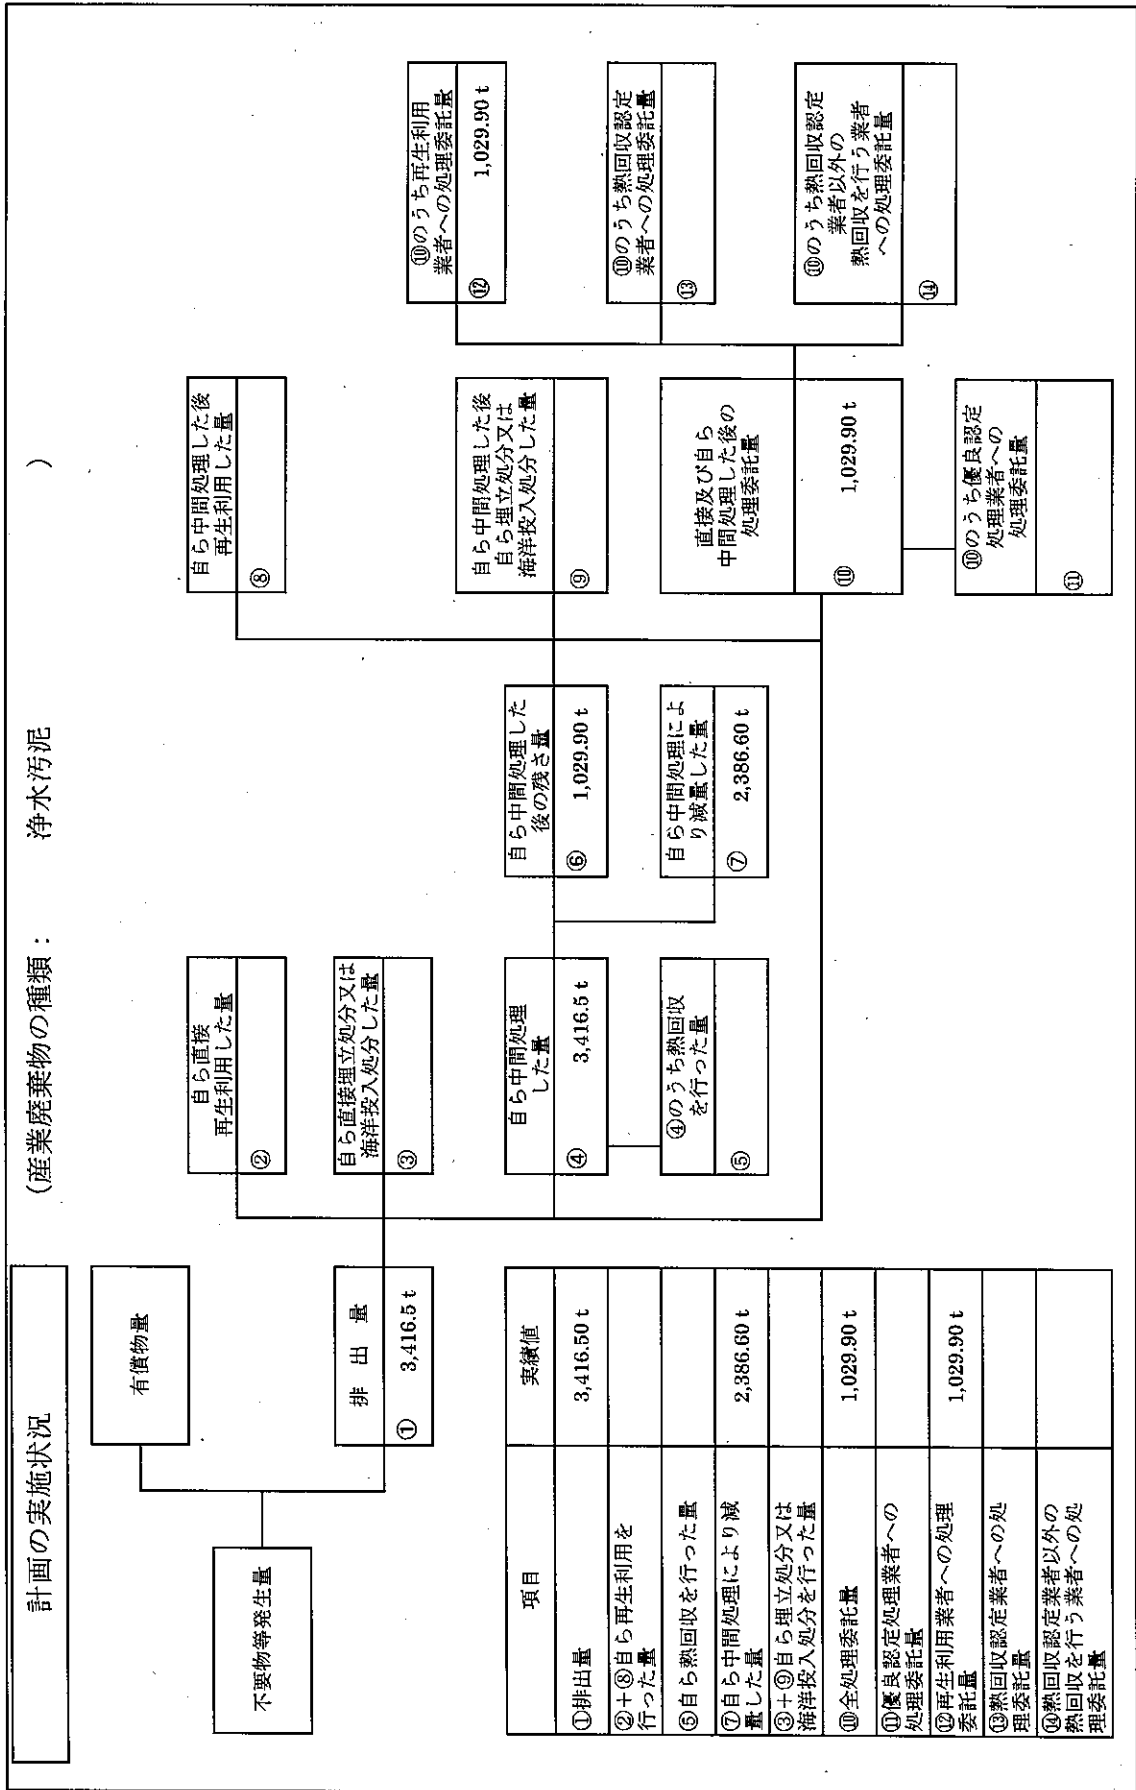 計画の実施状況
(産業廃棄物の種類： 浄水汚泥 )
不要物等発生量
有償物量
排 出 量
① 3,416.5 t
自ら直接
再生利用した量
②
自ら直接埋立処分又は
海洋投入処分した量
③
自ら中間処理
した量
④ 3,416.5 t
④のうち熱回収
を行った量
⑤
自ら中間処理した
後の残さ量
⑥ 1,029.90 t
自ら中間処理によ
り減量した量
⑦ 2,386.60 t
自ら中間処理した後
再生利用した量
⑧
自ら中間処理した後
自ら埋立処分又は
海洋投入処分した量
⑨
直接及び自ら
中間処理した後の
処理委託量
⑩ 1,029.90 t
⑩のうち優良認定
処理業者への
処理委託量
⑪
⑩のうち再生利用
業者への処理委託量
⑫ 1,029.90 t
⑩のうち熱回収認定
業者への処理委託量
⑬
⑩のうち熱回収認定
業者以外の
熱回収を行う業者
への処理委託量
⑭
項目 実績値
①排出量 3,416.50 t
②+⑧自ら再生利用を
行った量
⑤自ら熱回収を行った量
⑦自ら中間処理により減
量した量 2,386.60 t
③+⑨自ら埋立処分又は
海洋投入処分を行った量
⑩全処理委託量 1,029.90 t
⑪優良認定処理業者への
処理委託量
⑫再生利用業者への処理
委託量 1,029.90 t
⑬熱回収認定業者への処
理委託量
⑭熱回収認定業者以外の
熱回収を行う業者への処
理委託量